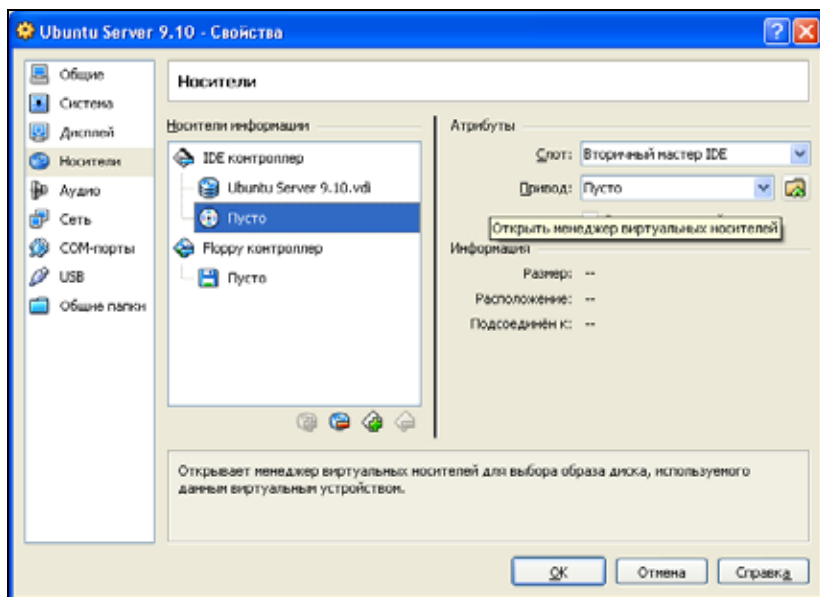 Ubuntu Server 9.10 - Свойства
Общие
Система
Дисплей
Носители
Аудио
Сеть
COM-порты
USB
Общие папки
Носители
Носители информации
IDE контроллер
Ubuntu Server 9.10.vdi
Пусто
Floppy контроллер
Пусто
Атрибуты
Слот: Вторичный мастер IDE
Привод: Пусто
Открыть менеджер виртуальных носителей
Информация
Размер: --
Расположение: --
Подсоединён к: --
Открывает менеджер виртуальных носителей для выбора образа диска, используемого
данным виртуальным устройством.
OK
Отмена
Справка